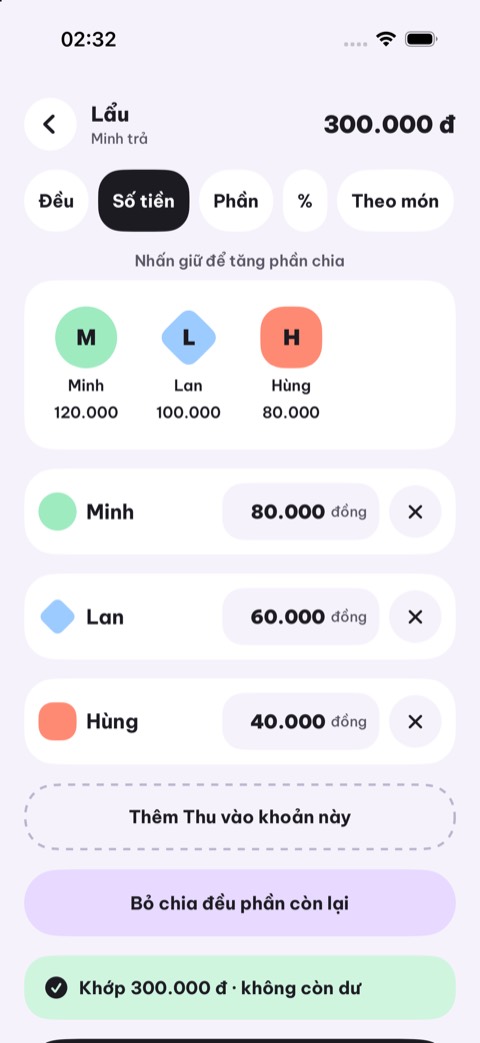 02:32
Lẩu
Minh trả
300.000 đ
Đều
Số tiền
Phần
%
Theo món
Nhấn giữ để tăng phần chia
M
L
H
Minh
Lan
Hùng
120.000
100.000
80.000
Minh
80.000 đồng
Lan
60.000 đồng
Hùng
40.000 đồng
Thêm Thu vào khoản này
Bỏ chia đều phần còn lại
Khớp 300.000 đ · không còn dư